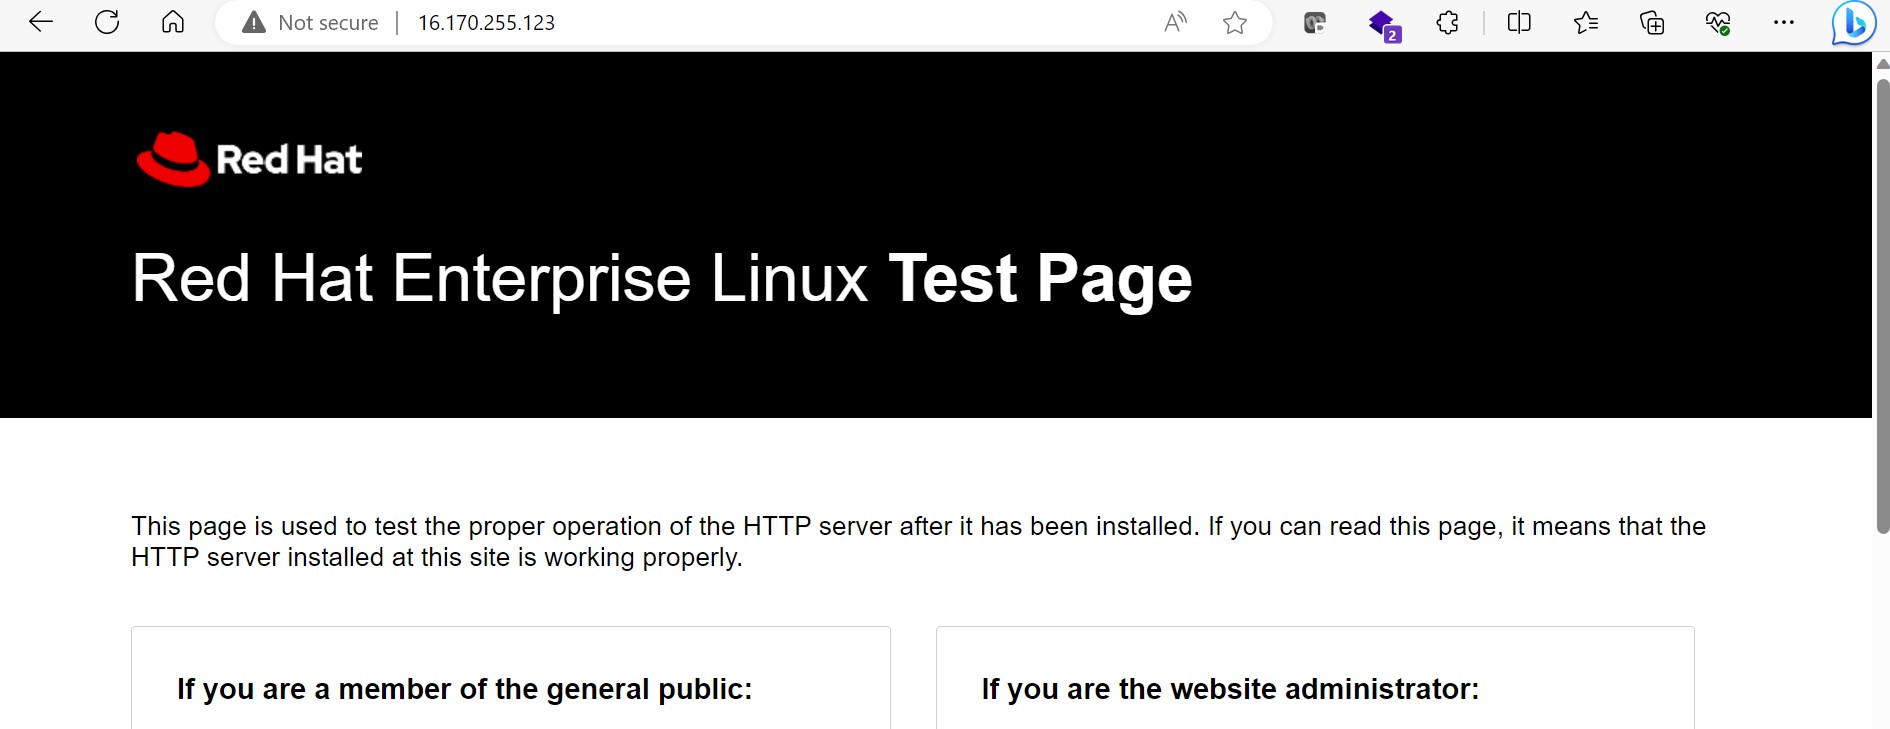 Not secure | 16.170.255.123
2
Red Hat
Red Hat Enterprise Linux Test Page
This page is used to test the proper operation of the HTTP server after it has been installed. If you can read this page, it means that the
HTTP server installed at this site is working properly.
If you are a member of the general public:
If you are the website administrator: